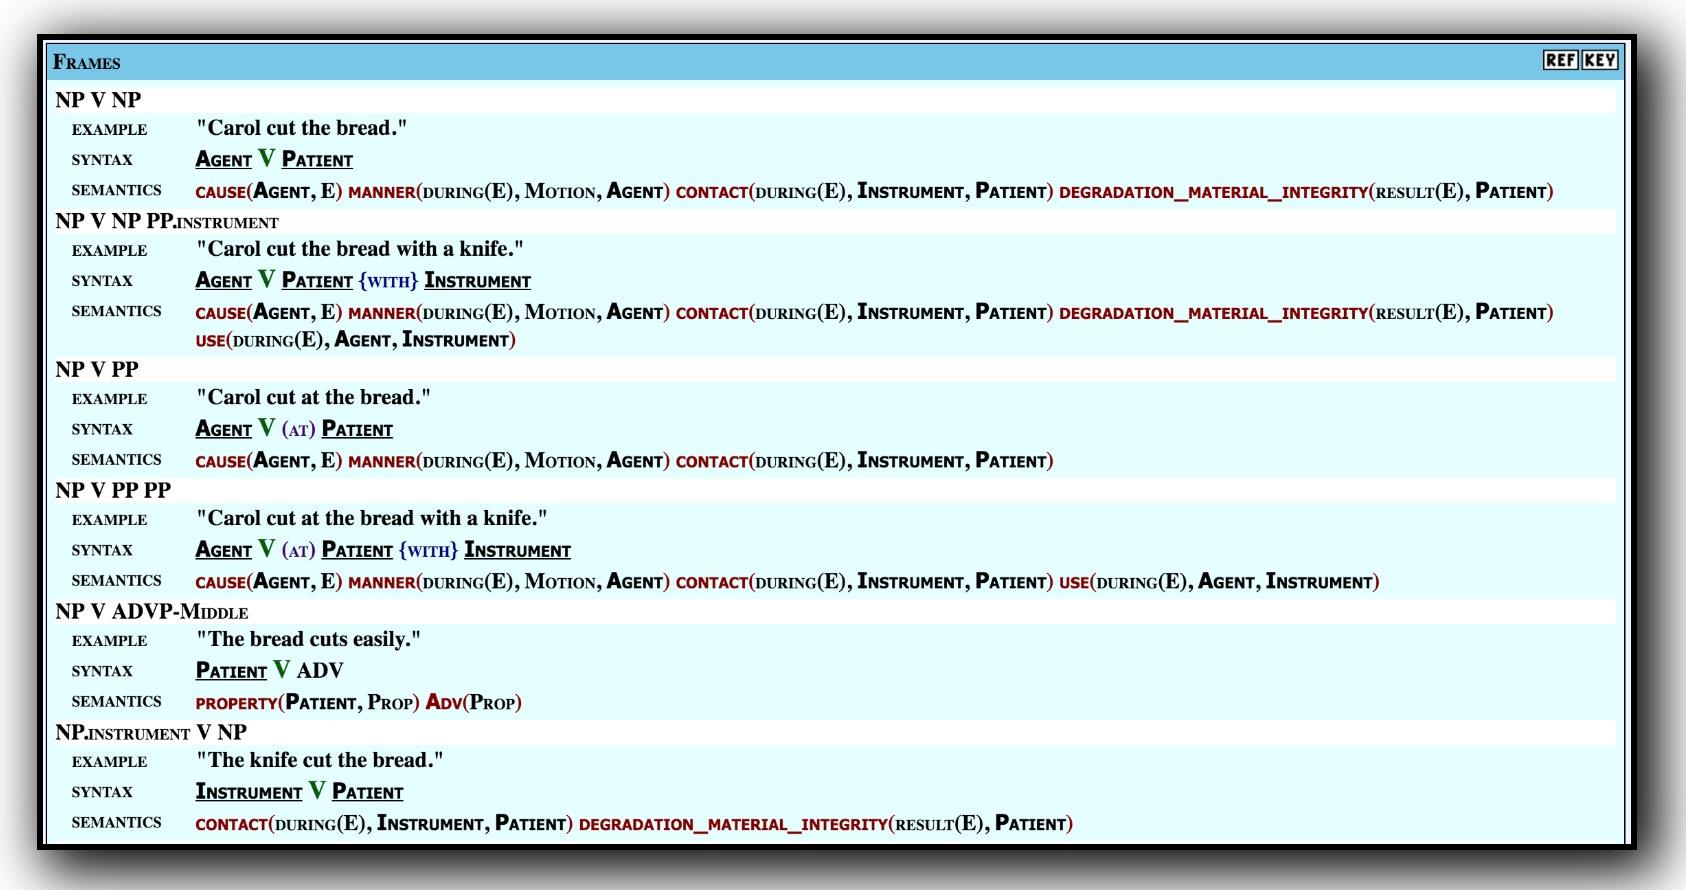 FRAMES REF KEY
NP V NP
EXAMPLE "Carol cut the bread."
SYNTAX AGENT V PATIENT
SEMANTICS CAUSE(AGENT, E) MANNER(DURING(E), MOTION, AGENT) CONTACT(DURING(E), INSTRUMENT, PATIENT) DEGRADATION_MATERIAL_INTEGRITY(RESULT(E), PATIENT)
NP V NP PP.INSTRUMENT
EXAMPLE "Carol cut the bread with a knife."
SYNTAX AGENT V PATIENT {WITH} INSTRUMENT
SEMANTICS CAUSE(AGENT, E) MANNER(DURING(E), MOTION, AGENT) CONTACT(DURING(E), INSTRUMENT, PATIENT) DEGRADATION_MATERIAL_INTEGRITY(RESULT(E), PATIENT)
USE(DURING(E), AGENT, INSTRUMENT)
NP V PP
EXAMPLE "Carol cut at the bread."
SYNTAX AGENT V (AT) PATIENT
SEMANTICS CAUSE(AGENT, E) MANNER(DURING(E), MOTION, AGENT) CONTACT(DURING(E), INSTRUMENT, PATIENT)
NP V PP PP
EXAMPLE "Carol cut at the bread with a knife."
SYNTAX AGENT V (AT) PATIENT {WITH} INSTRUMENT
SEMANTICS CAUSE(AGENT, E) MANNER(DURING(E), MOTION, AGENT) CONTACT(DURING(E), INSTRUMENT, PATIENT) USE(DURING(E), AGENT, INSTRUMENT)
NP V ADVP-MIDDLE
EXAMPLE "The bread cuts easily."
SYNTAX PATIENT V ADV
SEMANTICS PROPERTY(PATIENT, PROP) ADV(PROP)
NP.INSTRUMENT V NP
EXAMPLE "The knife cut the bread."
SYNTAX INSTRUMENT V PATIENT
SEMANTICS CONTACT(DURING(E), INSTRUMENT, PATIENT) DEGRADATION_MATERIAL_INTEGRITY(RESULT(E), PATIENT)